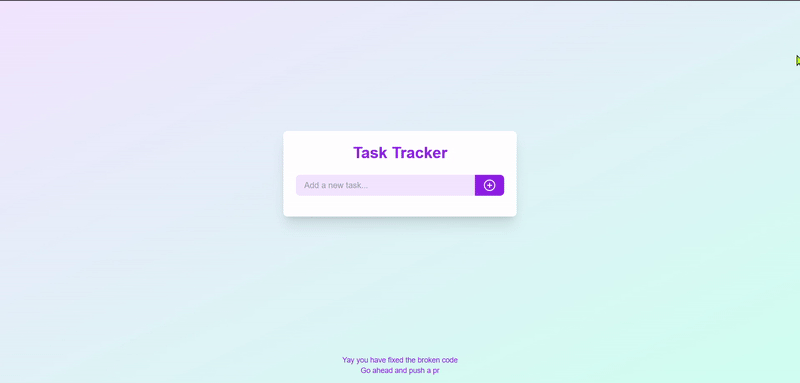 Task Tracker
Add a new task...
Yay you have fixed the broken code
Go ahead and push a pr